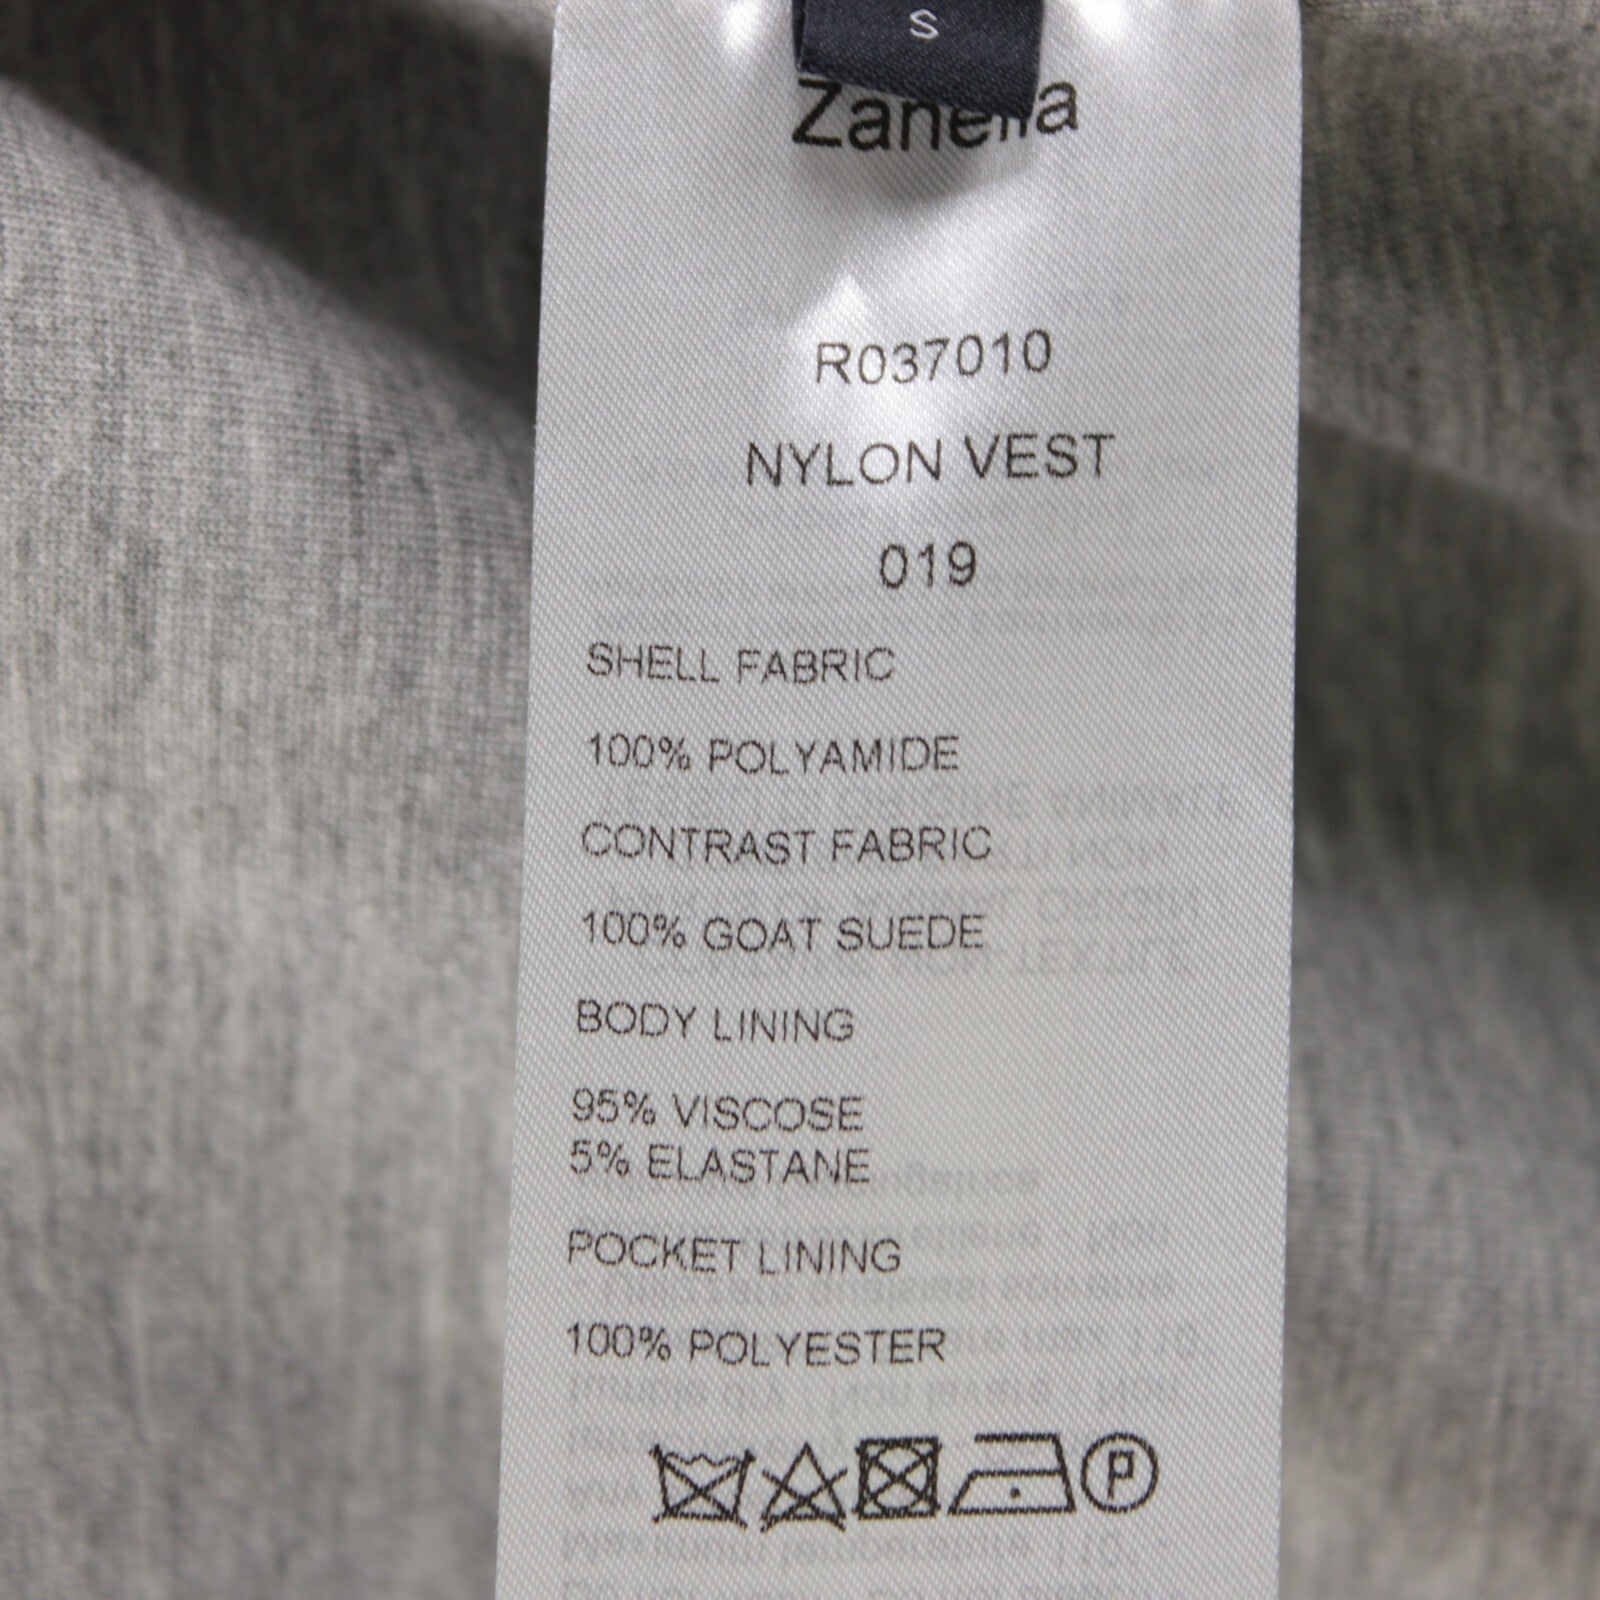 S
Zanella
R037010
NYLON VEST
019
SHELL FABRIC
100% POLYAMIDE
CONTRAST FABRIC
100% GOAT SUEDE
BODY LINING
95% VISCOSE
5% ELASTANE
POCKET LINING
100% POLYESTER
P